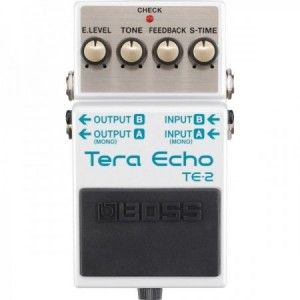 CHECK
E.LEVEL TONE FEEDBACK S-TIME
OUTPUT B INPUT B
OUTPUT A INPUT A
(MONO) (MONO)
Tera Echo
TE-2
BOSS